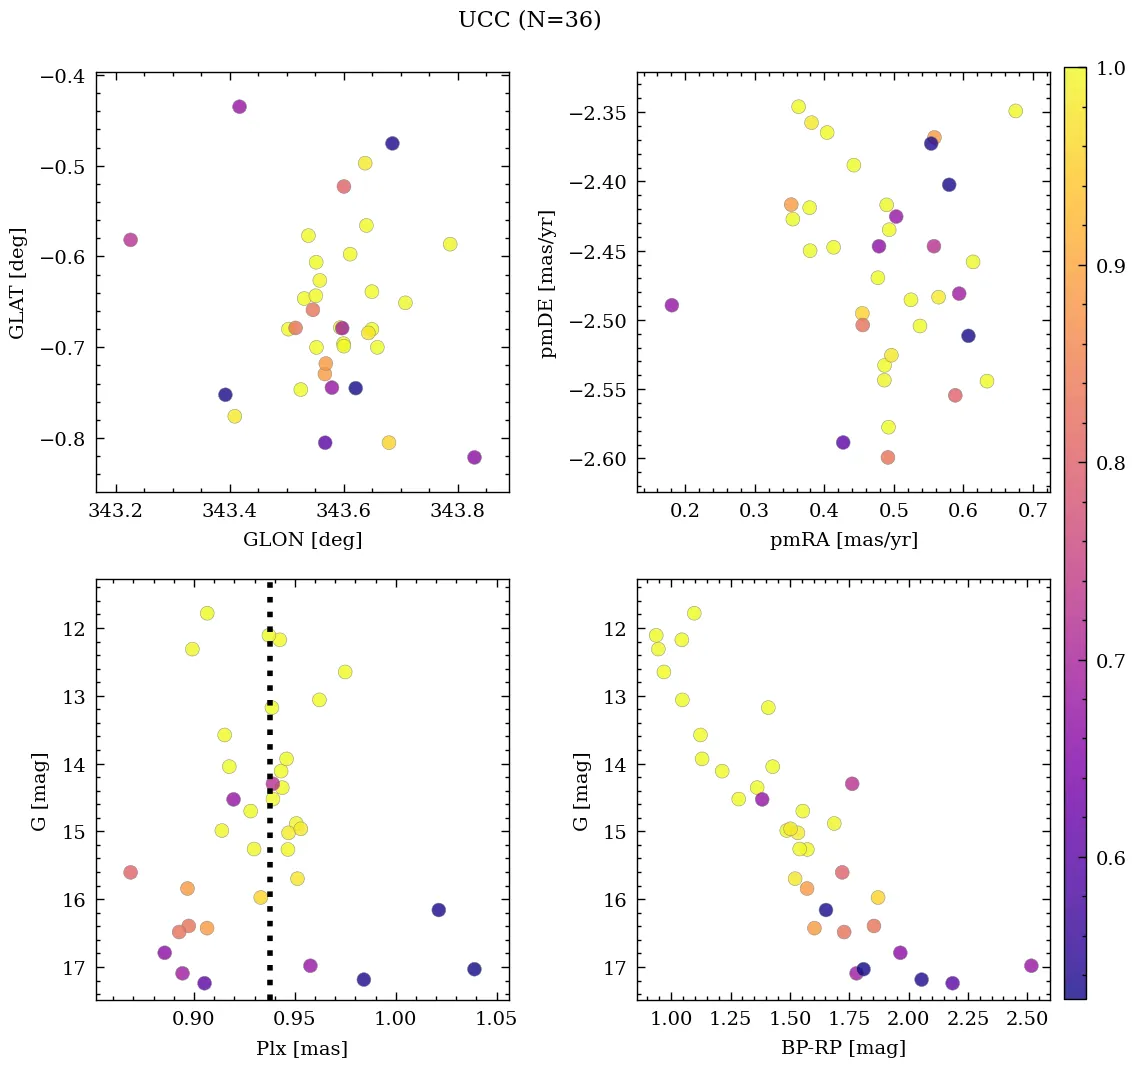 UCC (N=36)
−0.4
−0.5
−0.6
−0.7
−0.8
GLAT [deg]
343.2 343.4 343.6 343.8
GLON [deg]
−2.35
−2.40
−2.45
−2.50
−2.55
−2.60
pmDE [mas/yr]
0.2 0.3 0.4 0.5 0.6 0.7
pmRA [mas/yr]
1.0
0.9
0.8
0.7
0.6
12
13
14
15
16
17
G [mag]
0.90 0.95 1.00 1.05
Plx [mas]
12
13
14
15
16
17
G [mag]
1.00 1.25 1.50 1.75 2.00 2.25 2.50
BP-RP [mag]